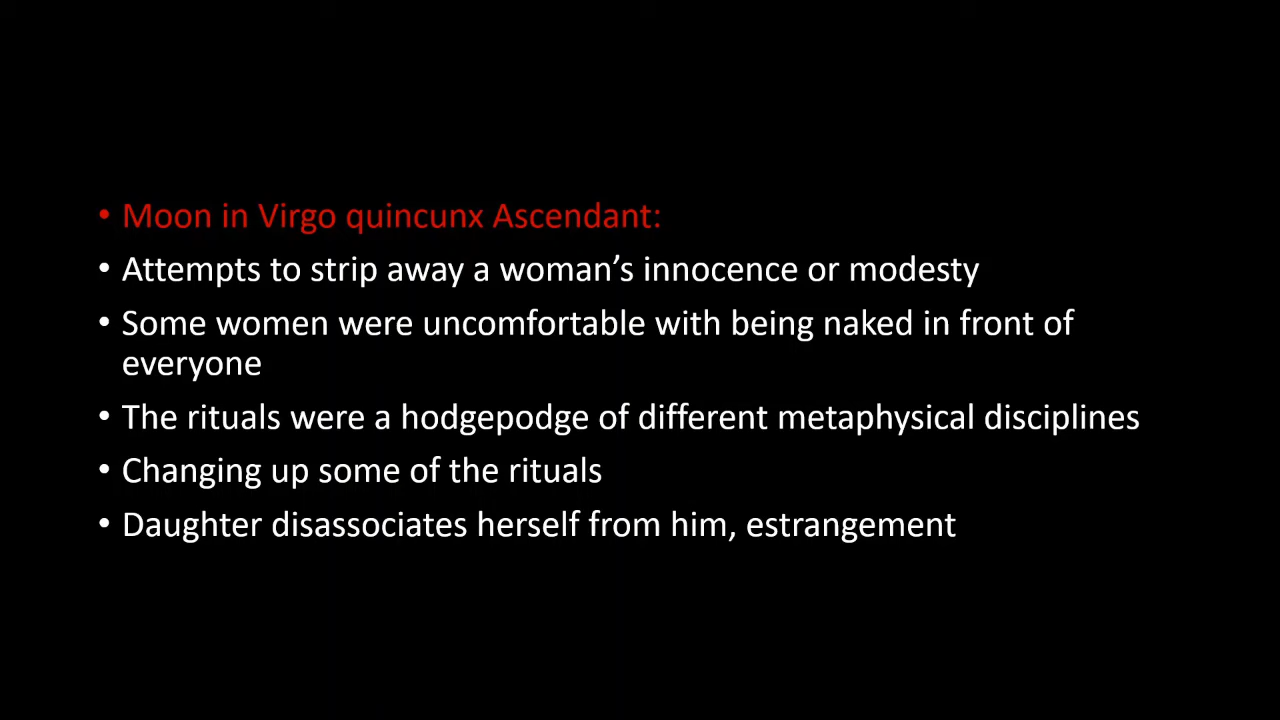 • Moon in Virgo quincunx Ascendant:
• Attempts to strip away a woman’s innocence or modesty
• Some women were uncomfortable with being naked in front of
everyone
• The rituals were a hodgepodge of different metaphysical disciplines
• Changing up some of the rituals
• Daughter disassociates herself from him, estrangement